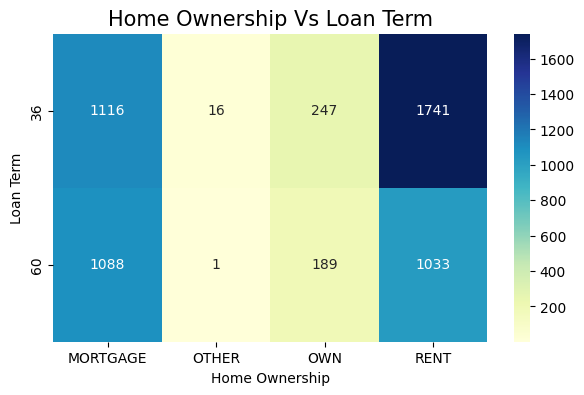 Home Ownership Vs Loan Term
Loan Term
36
1116 16 247 1741
60
1088 1 189 1033
MORTGAGE OTHER OWN RENT
Home Ownership
1600
1400
1200
1000
800
600
400
200